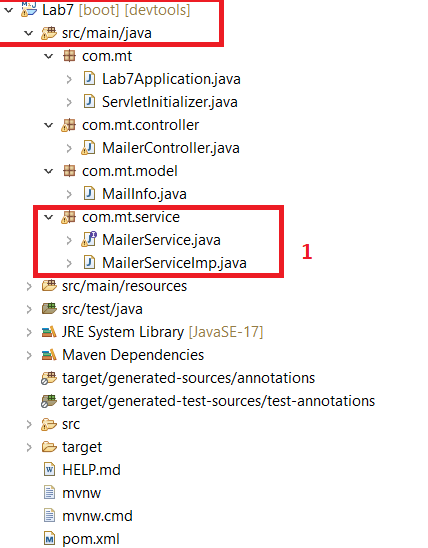 Lab7 [boot] [devtools]
src/main/java
com.mt
Lab7Application.java
ServletInitializer.java
com.mt.controller
MailerController.java
com.mt.model
MailInfo.java
com.mt.service
MailerService.java
1
MailerServiceImp.java
src/main/resources
src/test/java
JRE System Library [JavaSE-17]
Maven Dependencies
target/generated-sources/annotations
target/generated-test-sources/test-annotations
src
target
HELP.md
mvnw
mvnw.cmd
pom.xml